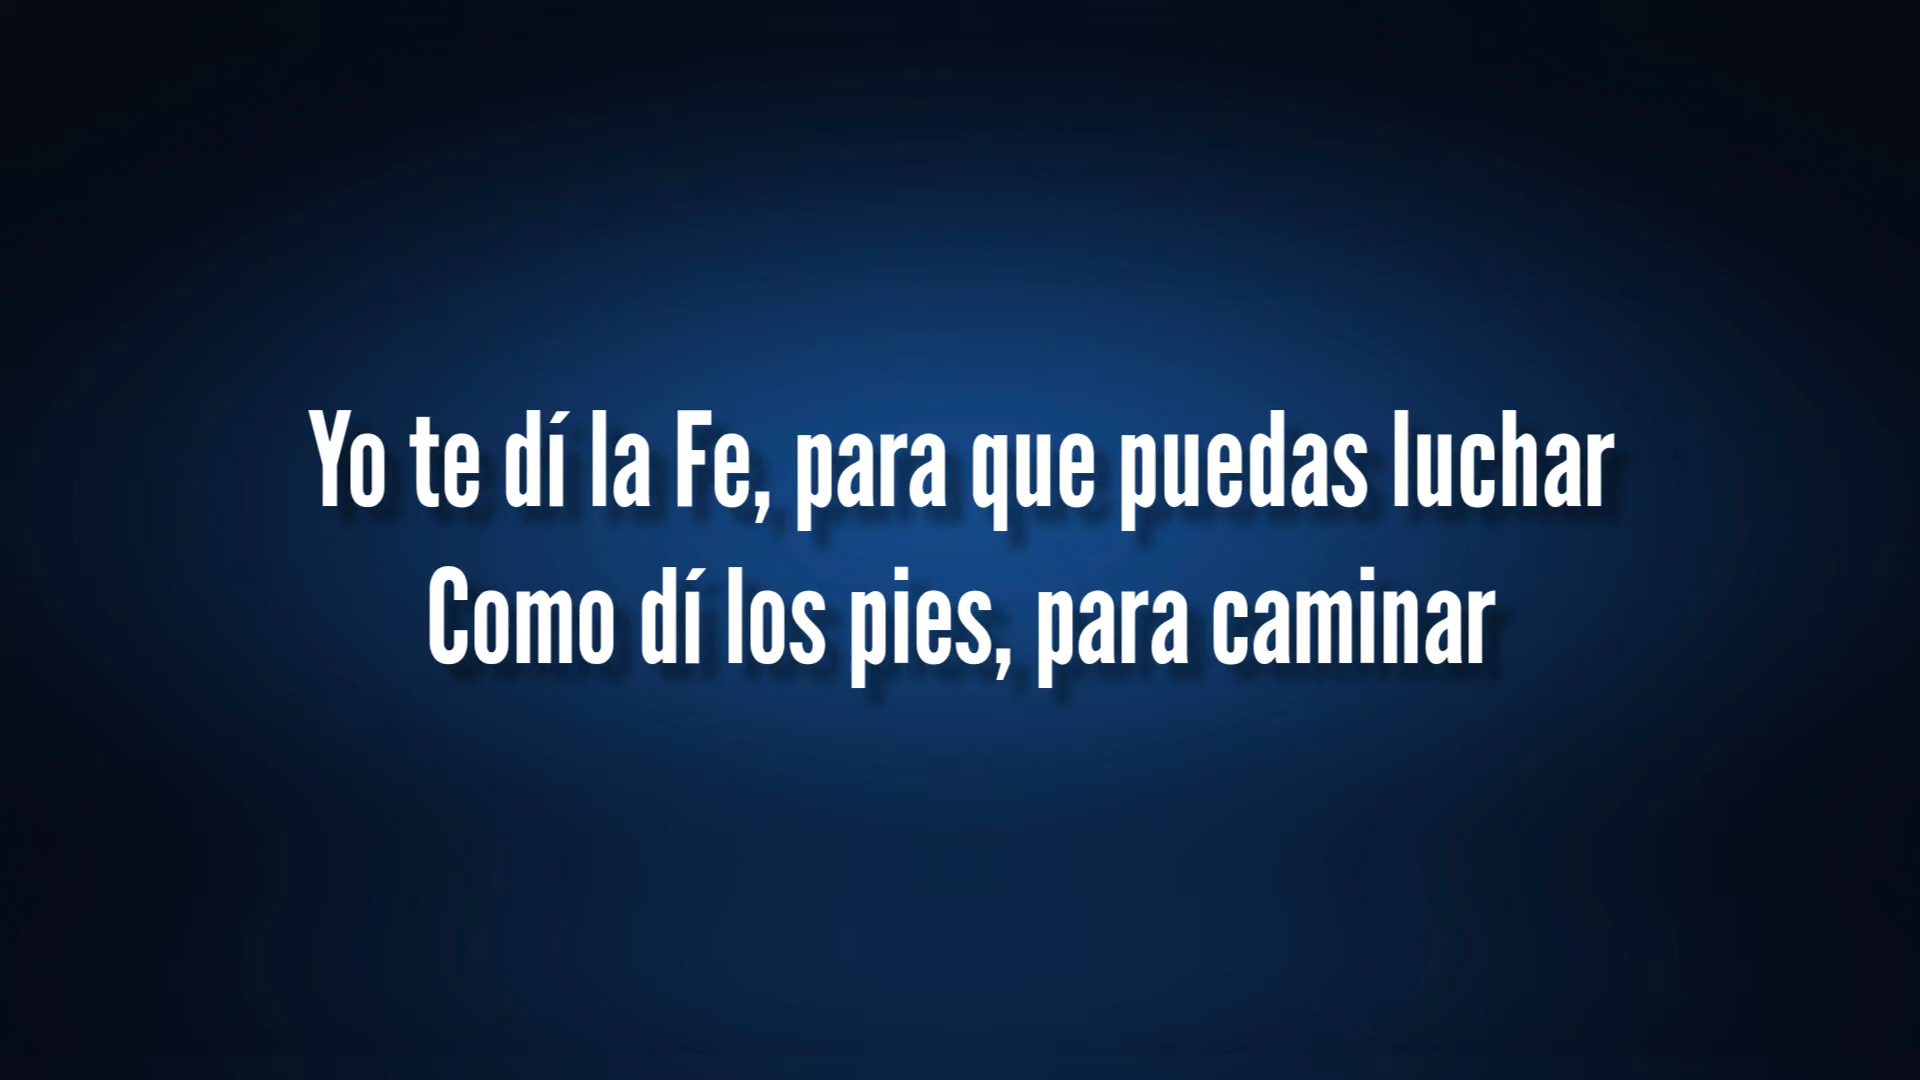 Yo te dí la Fe, para que puedas luchar
Como dí los pies, para caminar